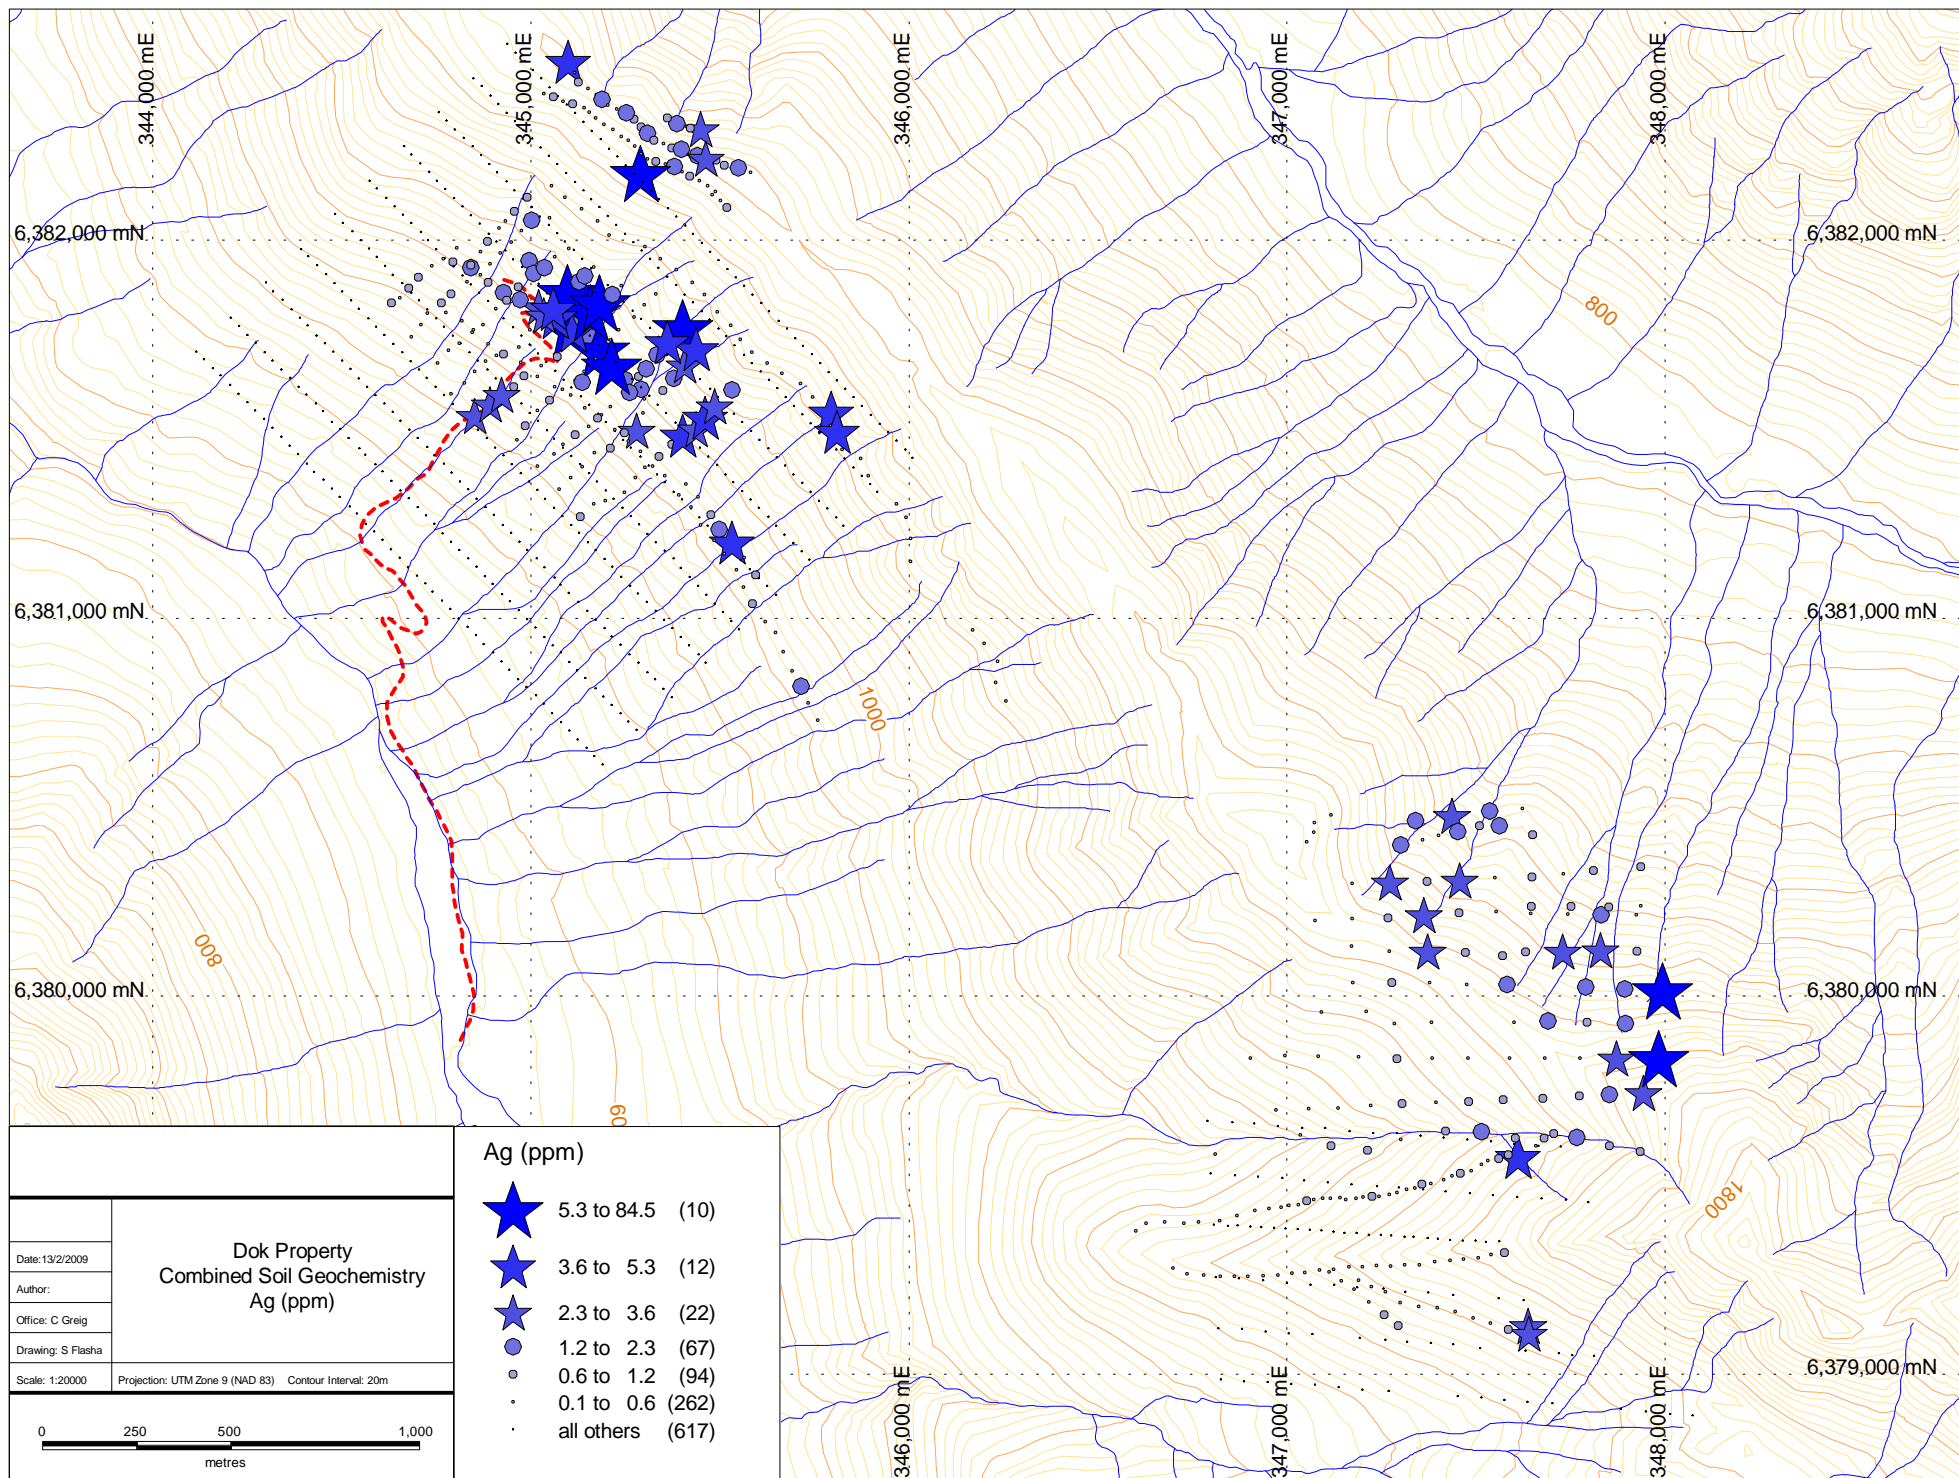 344,000 mE
345,000 mE
346,000 mE
347,000 mE
348,000 mE
6,382,000 mN
6,382,000 mN
800
6,381,000 mN
6,381,000 mN
1000
800
6,380,000 mN
6,380,000 mN
60
1800
6,379,000 mN
346,000 mE
347,000 mE
348,000 mE
Date:13/2/2009
Author:
Office: C Greig
Drawing: S Flasha
Scale: 1:20000
Dok Property
Combined Soil Geochemistry
Ag (ppm)
Projection: UTM Zone 9 (NAD 83) Contour Interval: 20m
0 250 500 1,000
metres
Ag (ppm)
5.3 to 84.5 (10)
3.6 to 5.3 (12)
2.3 to 3.6 (22)
1.2 to 2.3 (67)
0.6 to 1.2 (94)
0.1 to 0.6 (262)
all others (617)